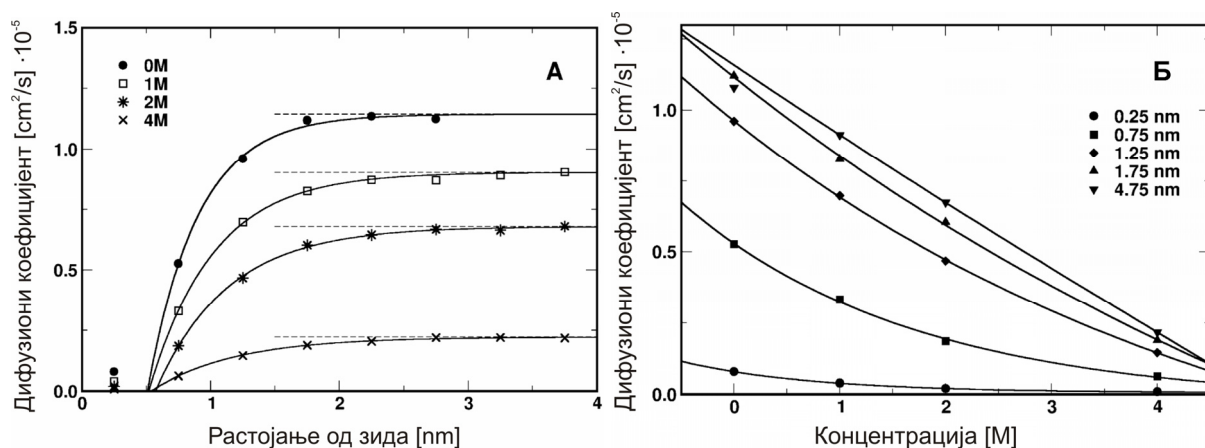 Дифузиони коефицијент [cm²/s] ·10⁻⁵
1.5
1.0
0.5
0.0
0
1
2
3
4
Растојање од зида [nm]
А
0M
1M
2M
4M
Дифузиони коефицијент [cm²/s] ·10⁻⁵
1.0
0.5
0.0
0
1
2
3
4
Концентрација [M]
Б
0.25 nm
0.75 nm
1.25 nm
1.75 nm
4.75 nm